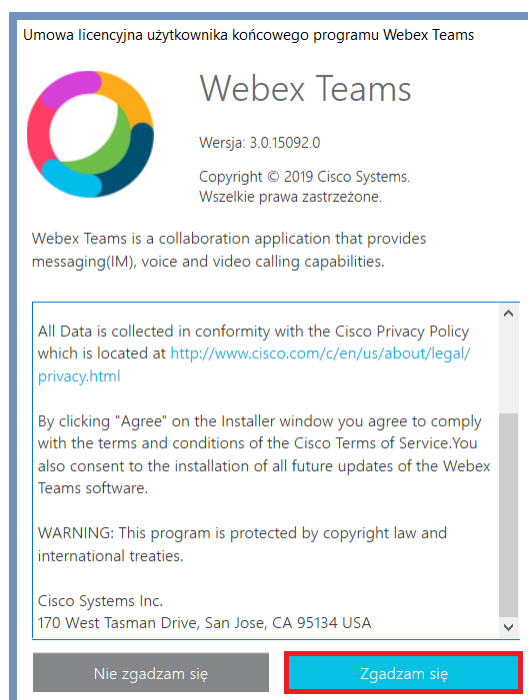 Umowa licencyjna użytkownika końcowego programu Webex Teams
Webex Teams
Wersja: 3.0.15092.0
Copyright © 2019 Cisco Systems.
Wszelkie prawa zastrzeżone.
Webex Teams is a collaboration application that provides
messaging(IM), voice and video calling capabilities.
All Data is collected in conformity with the Cisco Privacy Policy
which is located at http://www.cisco.com/c/en/us/about/legal/
privacy.html
By clicking "Agree" on the Installer window you agree to comply
with the terms and conditions of the Cisco Terms of Service.You
also consent to the installation of all future updates of the Webex
Teams software.
WARNING: This program is protected by copyright law and
international treaties.
Cisco Systems Inc.
170 West Tasman Drive, San Jose, CA 95134 USA
Nie zgadzam się
Zgadzam się